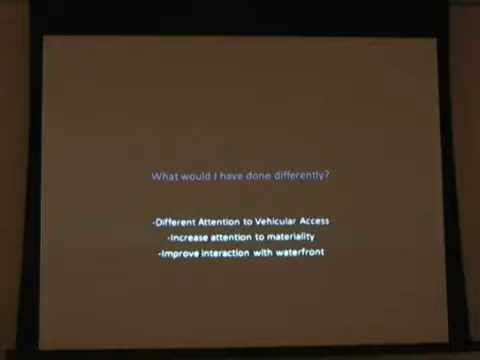 What would I have done differently?
-Different Attention to Vehicular Access
-Increase attention to materiality
-Improve interaction with waterfront